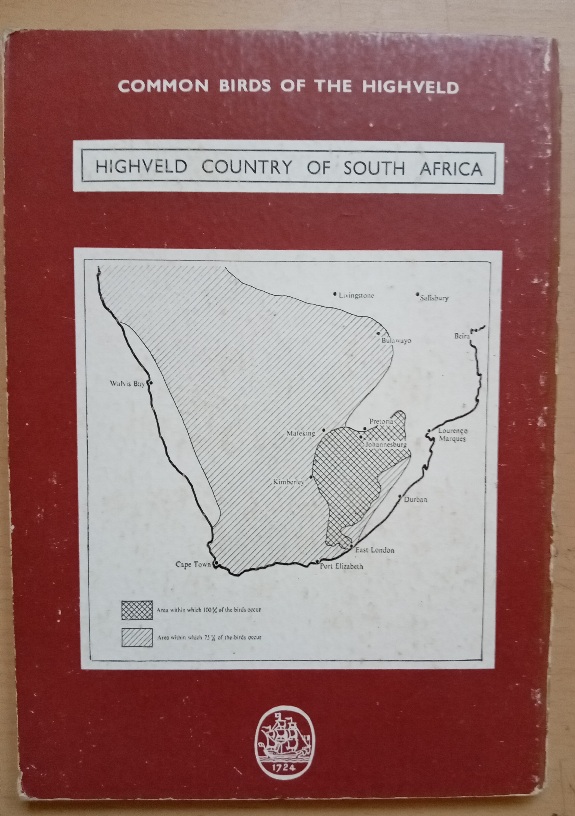 COMMON BIRDS OF THE HIGHVELD
HIGHVELD COUNTRY OF SOUTH AFRICA
Livingstone
Salisbury
Beira
Bulawayo
Walvis Bay
Pretoria
Mafeking
Lourenço
Marques
Johannesburg
Kimberley
Durban
East London
Cape Town
Port Elizabeth
Area within which 100% of the birds occur
Area within which 75% of the birds occur
1724